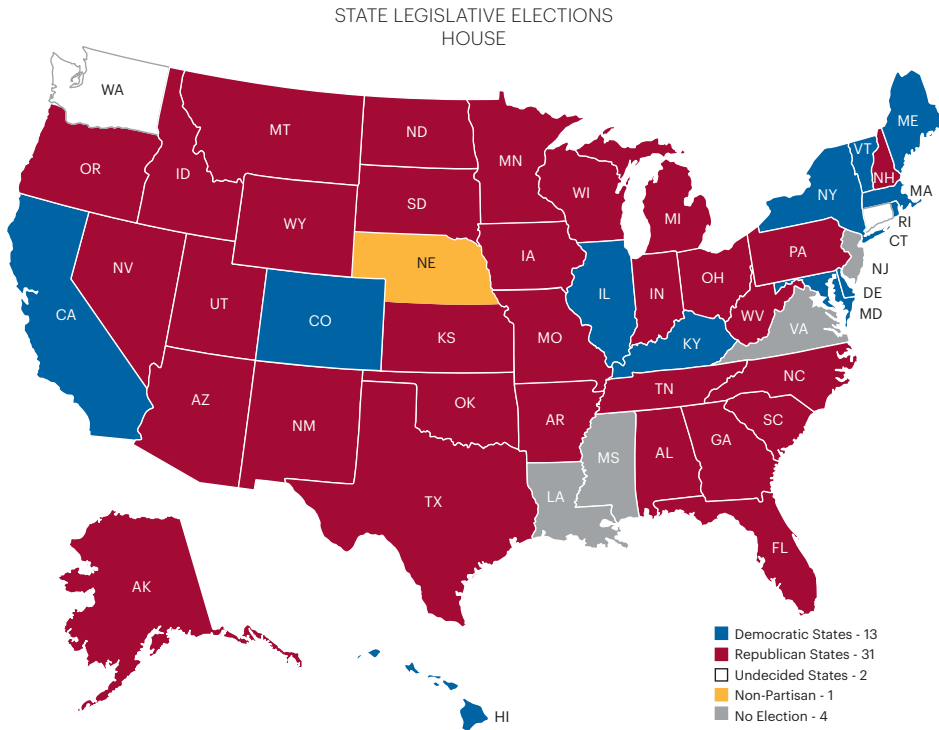 STATE LEGISLATIVE ELECTIONS
HOUSE
WA
MT
ND
MN
OR
ID
WY
SD
WI
MI
ME
VT
NH
NY
MA
RI
CT
NV
UT
CO
NE
IA
IL
IN
OH
PA
NJ
DE
MD
CA
KS
MO
KY
WV
VA
AZ
NM
OK
AR
TN
NC
SC
TX
LA
MS
AL
GA
FL
AK
HI
Democratic States - 13
Republican States - 31
Undecided States - 2
Non-Partisan - 1
No Election - 4